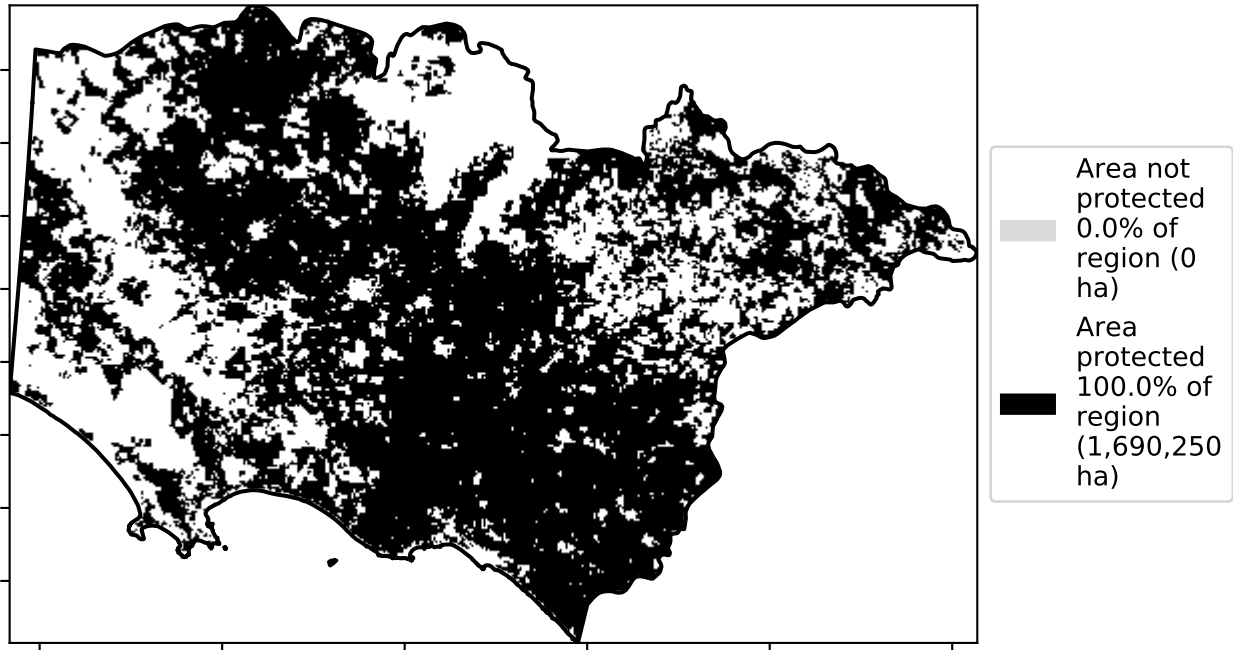 Area not
protected
0.0% of
region (0
ha)
Area
protected
100.0% of
region
(1,690,250
ha)